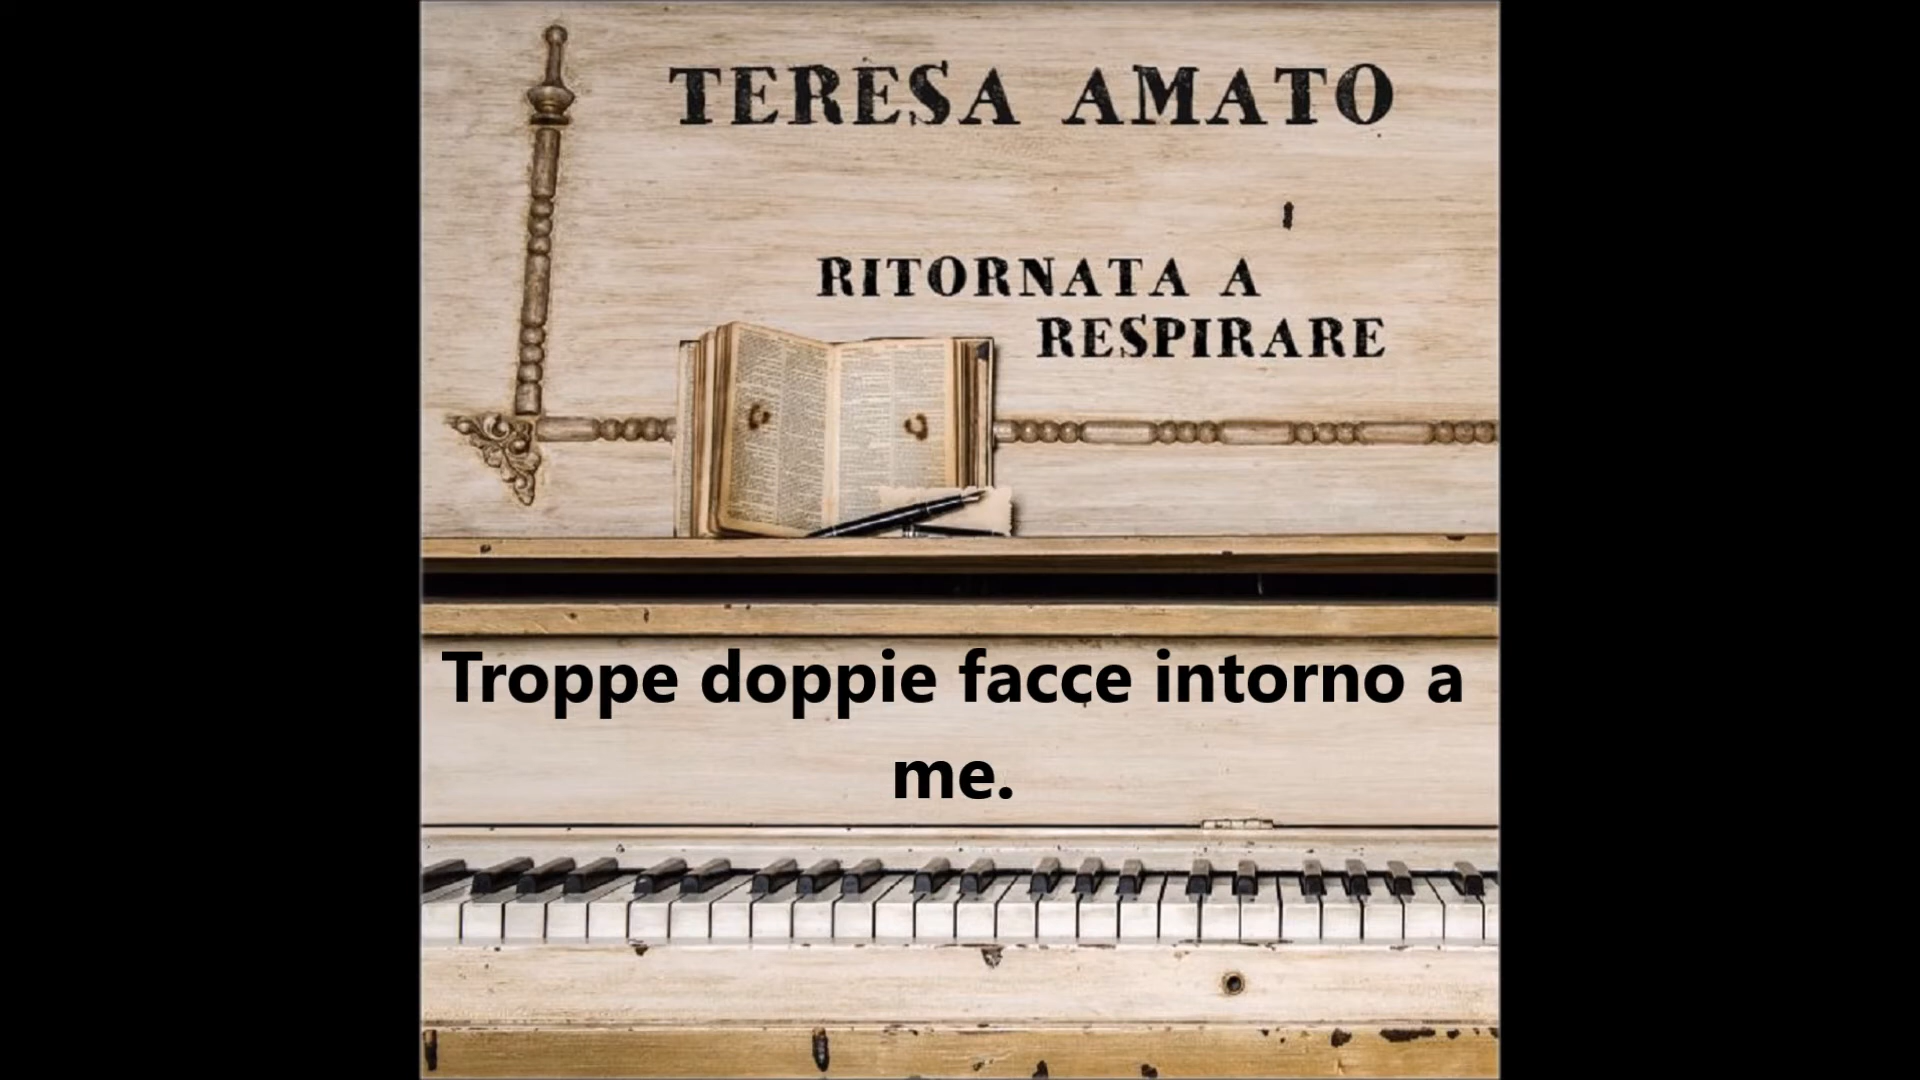 TERESA AMATO
RITORNATA A
RESPIRARE
Troppe doppie facce intorno a
me.